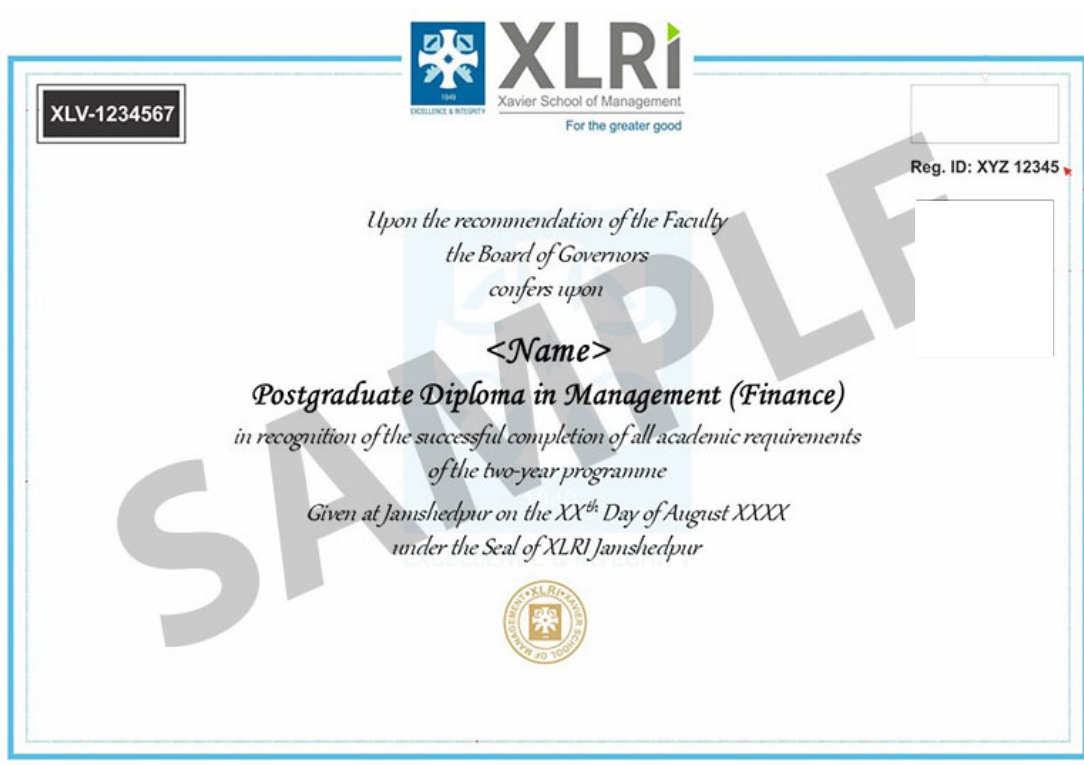 XLRI
1949
EXCELLENCE & INTEGRITY
Xavier School of Management
For the greater good
XLV-1234567
Reg. ID: XYZ 12345
Upon the recommendation of the Faculty
the Board of Governors
confers upon
<Name>
Postgraduate Diploma in Management (Finance)
in recognition of the successful completion of all academic requirements
of the two-year programme
Given at Jamshedpur on the XXth Day of August XXXX
under the Seal of XLRI Jamshedpur
EXCELLENCE & INTEGRITY
XLRI • XAVIER SCHOOL OF MANAGEMENT •
SAMPLE